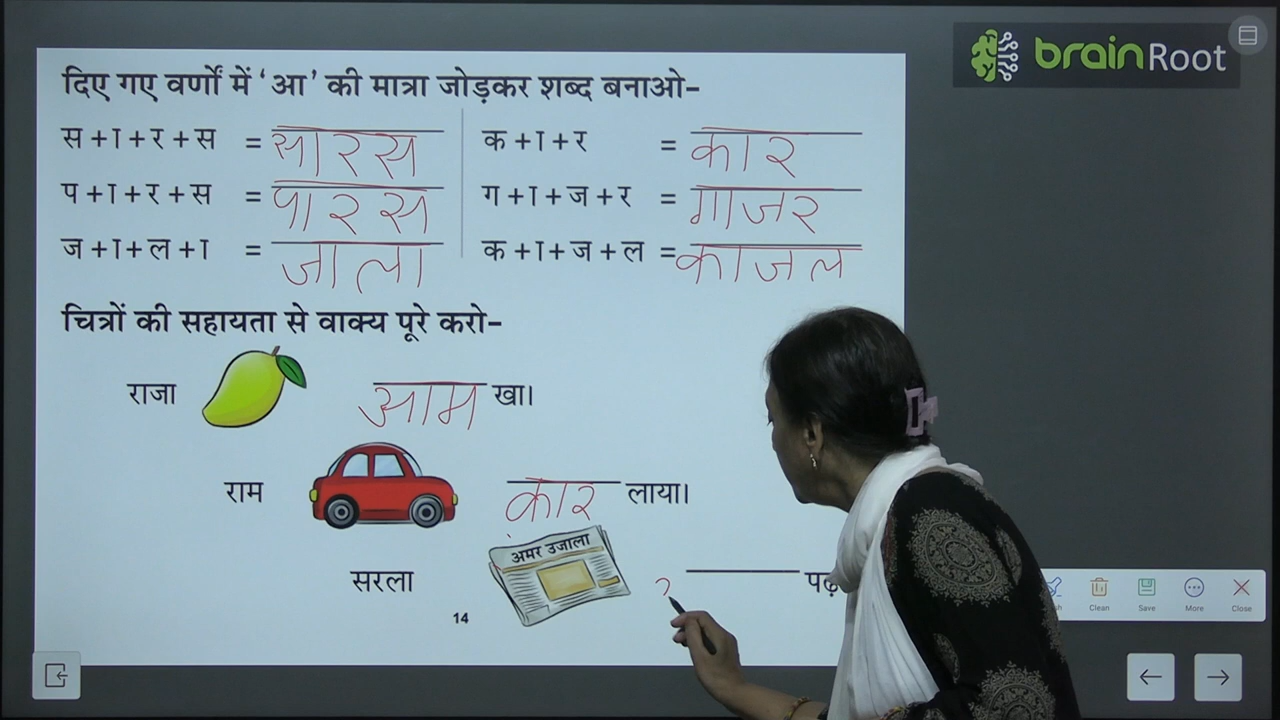 brainRoot
दिए गए वर्णों में ‘आ’ की मात्रा जोड़कर शब्द बनाओ–
स + ा + र + स = सारस
क + ा + र = कार
प + ा + र + स = पारस
ग + ा + ज + र = गाजर
ज + ा + ल + ा = जाला
क + ा + ज + ल = काजल
चित्रों की सहायता से वाक्य पूरे करो–
राजा आम खा।
राम कार लाया।
अमर उजाला
सरला पढ़
14
Clean Save More Close